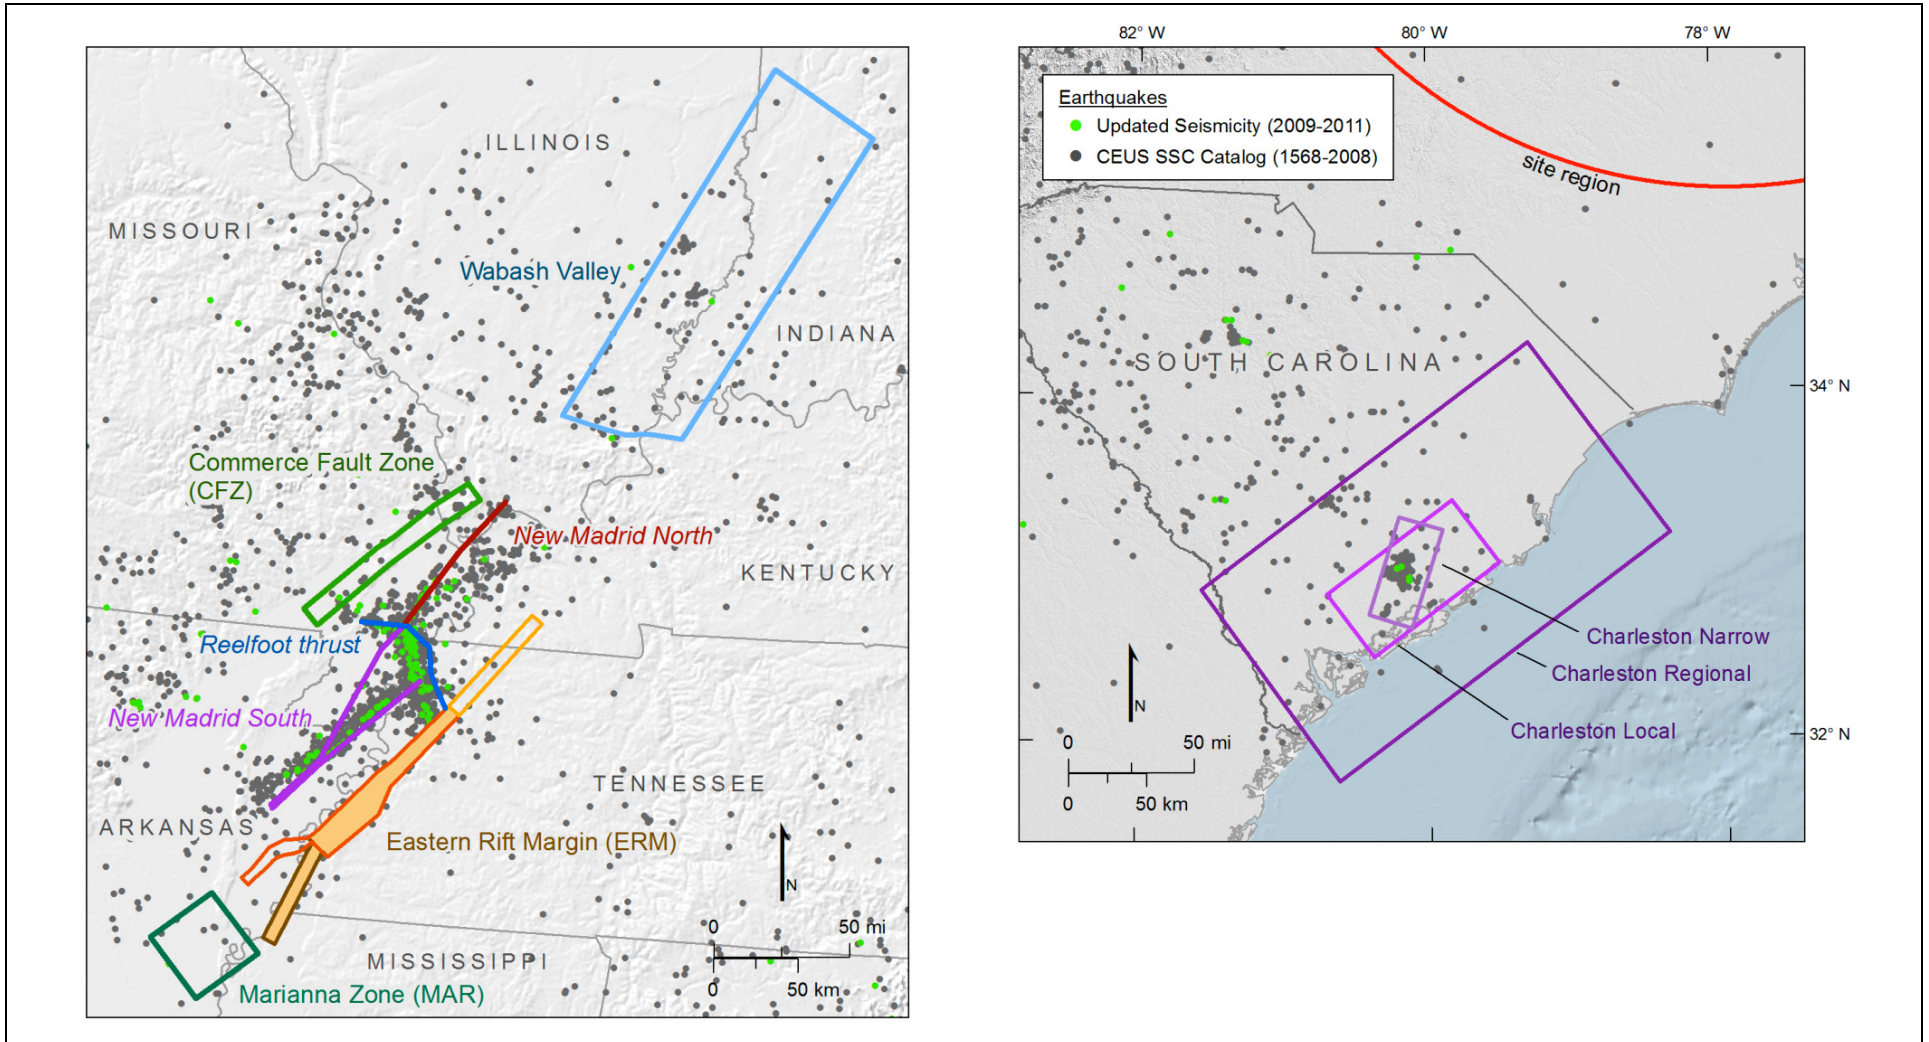 ILLINOIS
MISSOURI
Wabash Valley
INDIANA
Commerce Fault Zone
(CFZ)
New Madrid North
KENTUCKY
Reelfoot thrust
New Madrid South
TENNESSEE
ARKANSAS
Eastern Rift Margin (ERM)
N
0 50 mi
MISSISSIPPI
0 50 km
Marianna Zone (MAR)
82° W 80° W 78° W
Earthquakes
Updated Seismicity (2009-2011)
CEUS SSC Catalog (1568-2008)
site region
SOUTH CAROLINA
34° N
Charleston Narrow
Charleston Regional
N
Charleston Local
32° N
0 50 mi
0 50 km